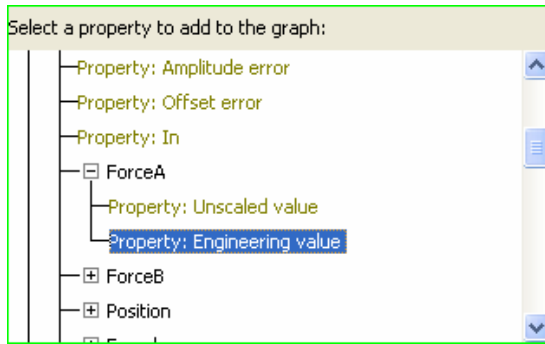 Select a property to add to the graph:
Property: Amplitude error
Property: Offset error
Property: In
ForceA
Property: Unscaled value
Property: Engineering value
ForceB
Position